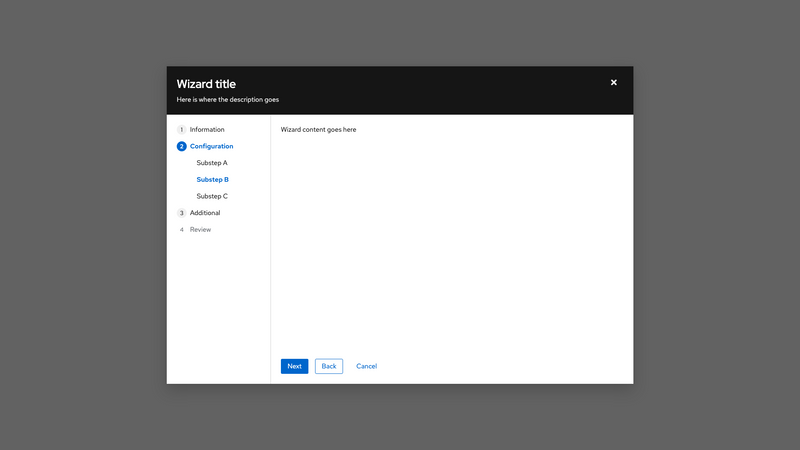 Wizard title
Here is where the description goes
1 Information
2 Configuration
Substep A
Substep B
Substep C
3 Additional
4 Review
Wizard content goes here
Next Back Cancel